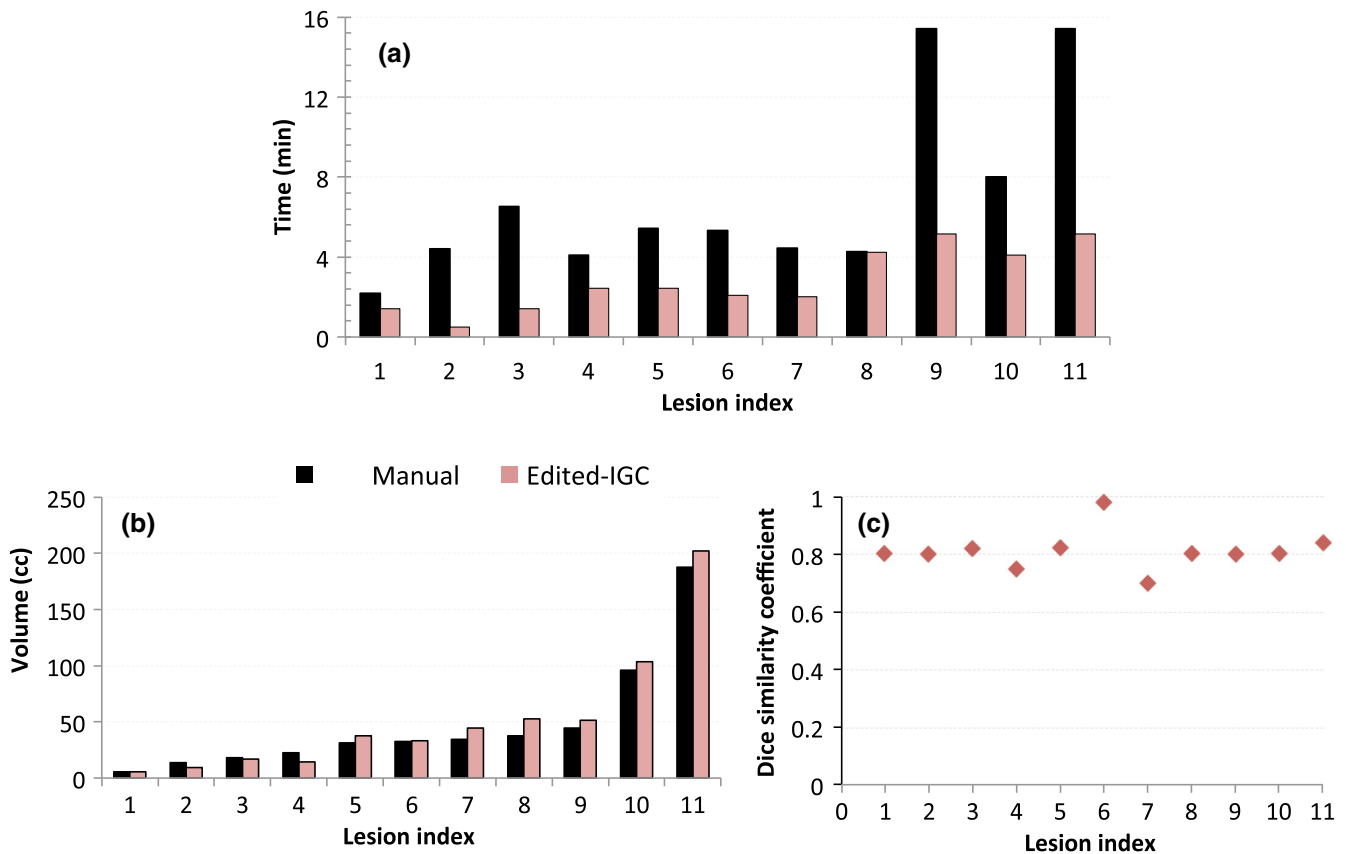 (a)
Time (min)
16
12
8
4
0
1 2 3 4 5 6 7 8 9 10 11
Lesion index
Manual Edited-IGC
(b)
Volume (cc)
250
200
150
100
50
0
1 2 3 4 5 6 7 8 9 10 11
Lesion index
(c)
Dice similarity coefficient
1
0.8
0.6
0.4
0.2
0
0 1 2 3 4 5 6 7 8 9 10 11
Lesion index